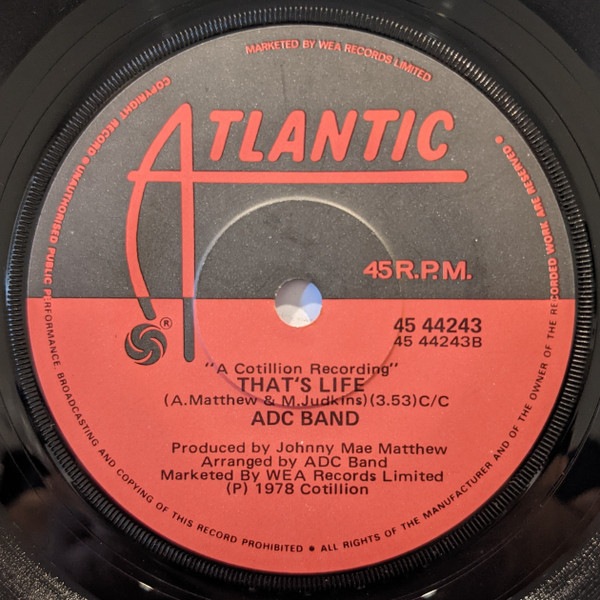 MARKETED BY WEA RECORDS LIMITED
ATLANTIC
45 R.P.M.
®
45 44243
45 44243B
"A Cotillion Recording"
THAT'S LIFE
(A. Matthew & M. Judkins) (3.53) C/C
ADC BAND
Produced by Johnny Mae Matthew
Arranged by ADC Band
Marketed By WEA Records Limited
(P) 1978 Cotillion
COPYRIGHT RECORD • UNAUTHORISED PUBLIC PERFORMANCE, BROADCASTING AND COPYING OF THIS RECORD PROHIBITED • ALL RIGHTS OF THE MANUFACTURER AND OF THE OWNER OF THE RECORDED WORK ARE RESERVED •